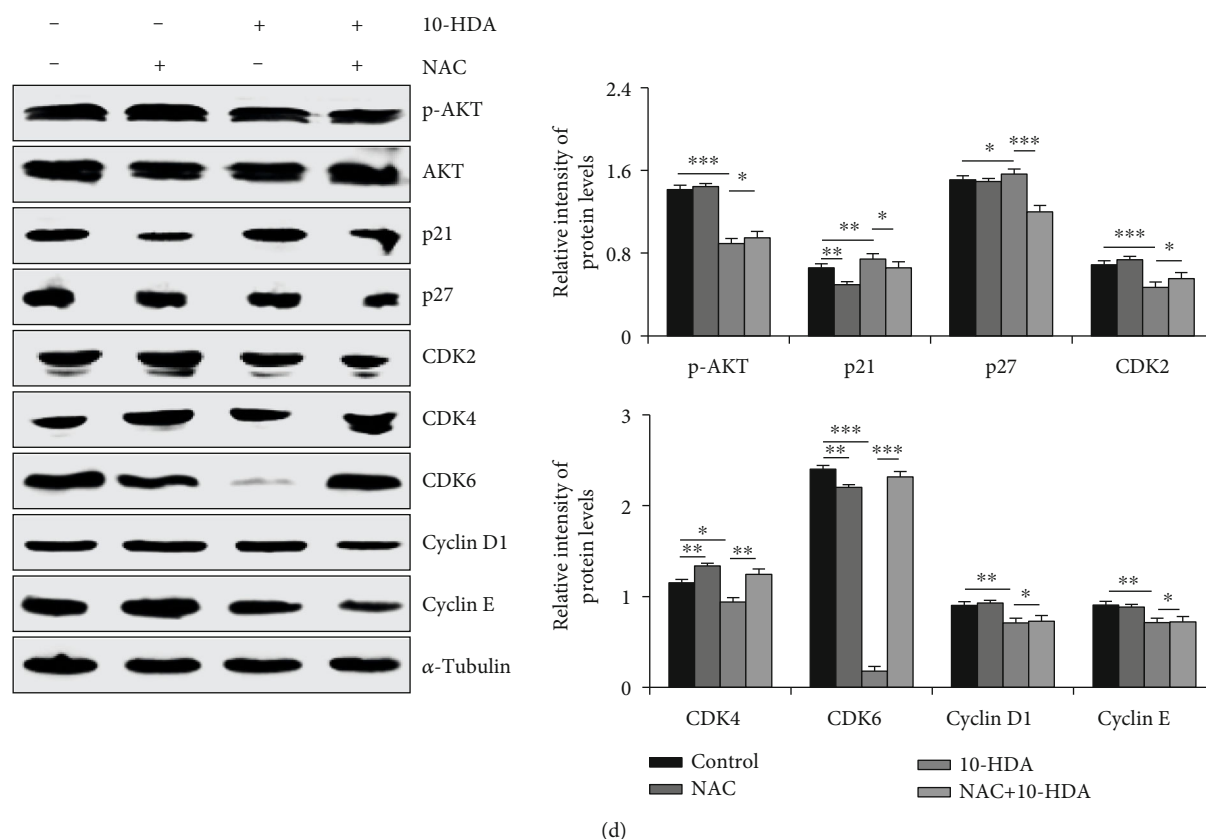 − − + + 10-HDA
− + − + NAC
p-AKT
AKT
p21
p27
CDK2
CDK4
CDK6
Cyclin D1
Cyclin E
α-Tubulin
Relative intensity of
protein levels
2.4
1.6
0.8
0
*** *
** ** *
* ***
*** *
p-AKT p21 p27 CDK2
Relative intensity of
protein levels
3
2
1
0
* ** **
*** ** ***
** *
** *
CDK4 CDK6 Cyclin D1 Cyclin E
Control 10-HDA
NAC NAC+10-HDA
(d)